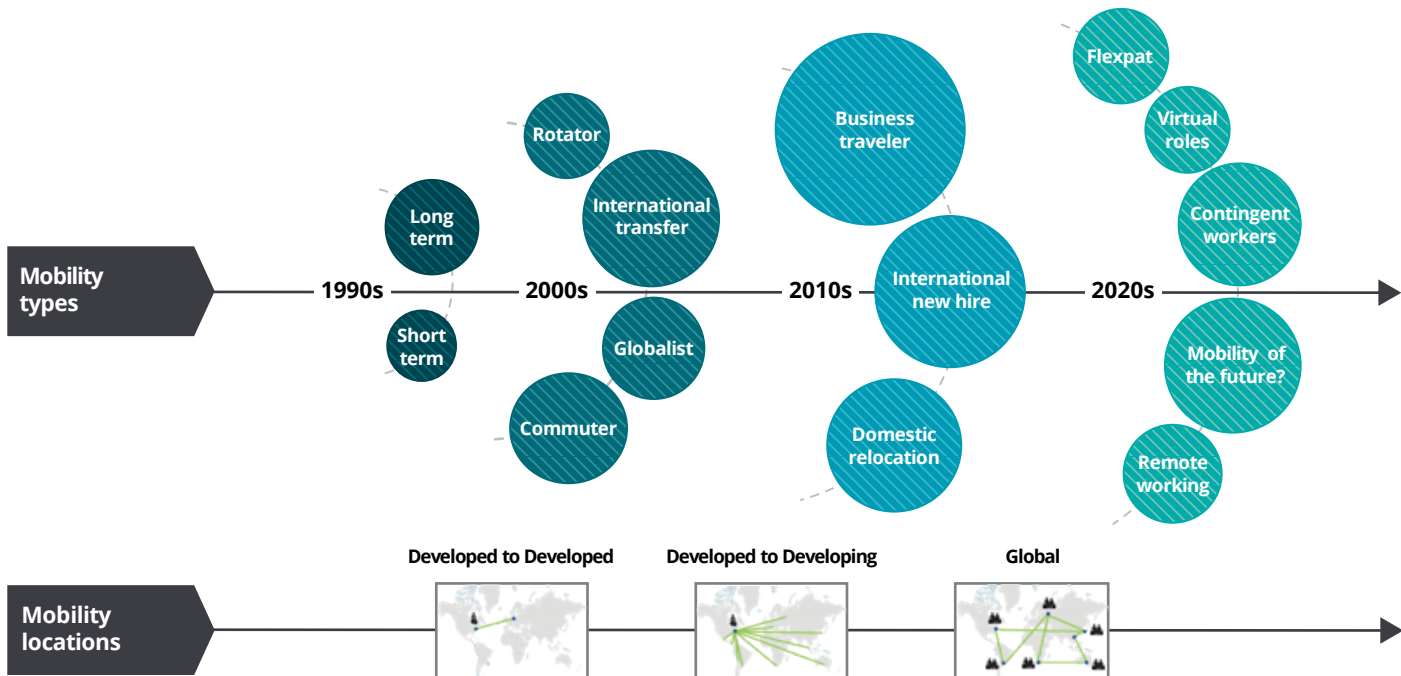 Mobility
types
1990s
Long
term
Short
term
2000s
Rotator
International
transfer
Globalist
Commuter
2010s
Business
traveler
International
new hire
Domestic
relocation
2020s
Flexpat
Virtual
roles
Contingent
workers
Mobility of
the future?
Remote
working
Mobility
locations
Developed to Developed
Developed to Developing
Global